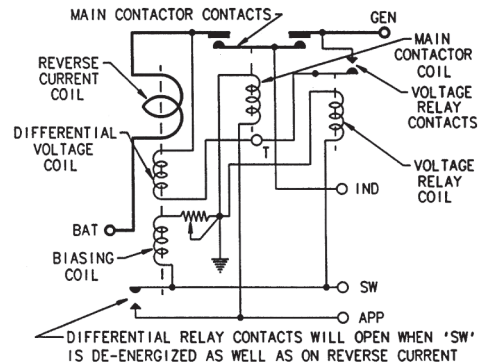 MAIN CONTACTOR CONTACTS
GEN
MAIN
CONTACTOR
COIL
REVERSE
CURRENT
COIL
VOLTAGE
RELAY
CONTACTS
DIFFERENTIAL
VOLTAGE
COIL
T
VOLTAGE
RELAY
COIL
IND
BAT
BIASING
COIL
SW
APP
DIFFERENTIAL RELAY CONTACTS WILL OPEN WHEN 'SW'
IS DE-ENERGIZED AS WELL AS ON REVERSE CURRENT